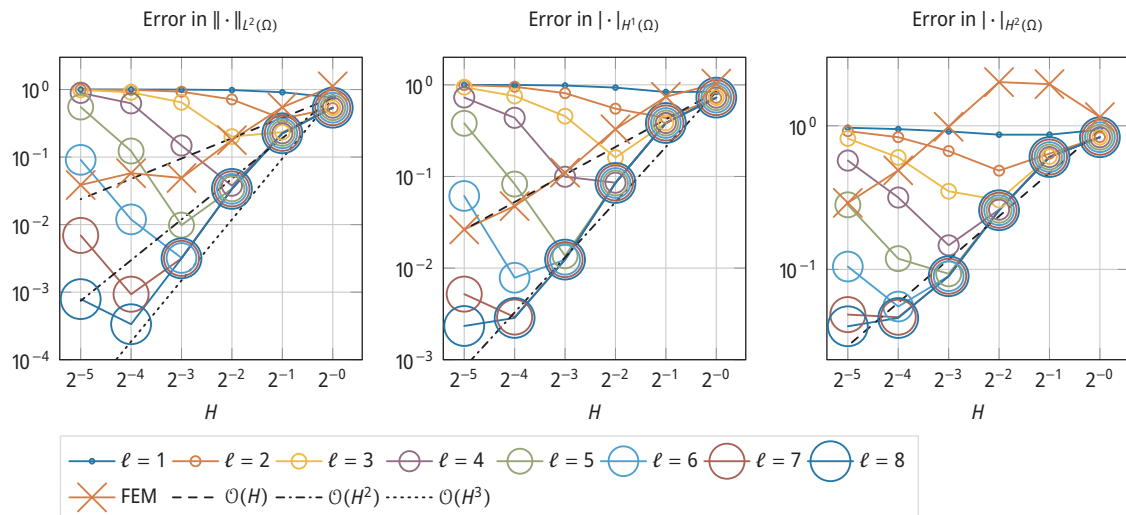 Error in ‖ · ‖_{L²(Ω)}
Error in | · |_{H¹(Ω)}
Error in | · |_{H²(Ω)}
10⁰
10⁻¹
10⁻²
10⁻³
10⁻⁴
2⁻⁵ 2⁻⁴ 2⁻³ 2⁻² 2⁻¹ 2⁻⁰
H
10⁰
10⁻¹
10⁻²
10⁻³
2⁻⁵ 2⁻⁴ 2⁻³ 2⁻² 2⁻¹ 2⁻⁰
H
10⁰
10⁻¹
2⁻⁵ 2⁻⁴ 2⁻³ 2⁻² 2⁻¹ 2⁻⁰
H
ℓ = 1 ℓ = 2 ℓ = 3 ℓ = 4 ℓ = 5 ℓ = 6 ℓ = 7 ℓ = 8
FEM 𝒪(H) 𝒪(H²) 𝒪(H³)